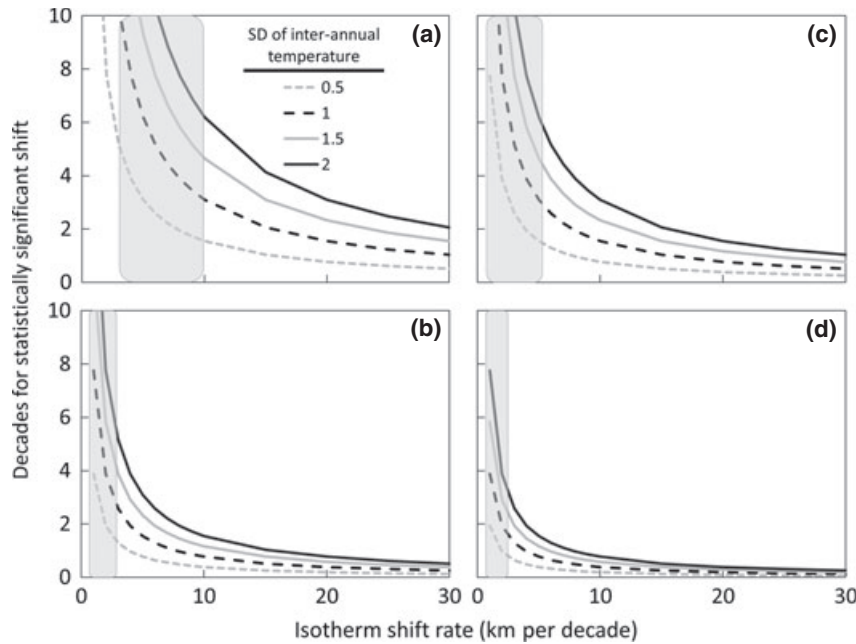 10
8
6
4
2
0
(a)
SD of inter-annual
temperature
0.5
1
1.5
2
(c)
10
8
6
4
2
0
(b)
(d)
0 10 20 30 0 10 20 30
Decades for statistically significant shift
Isotherm shift rate (km per decade)